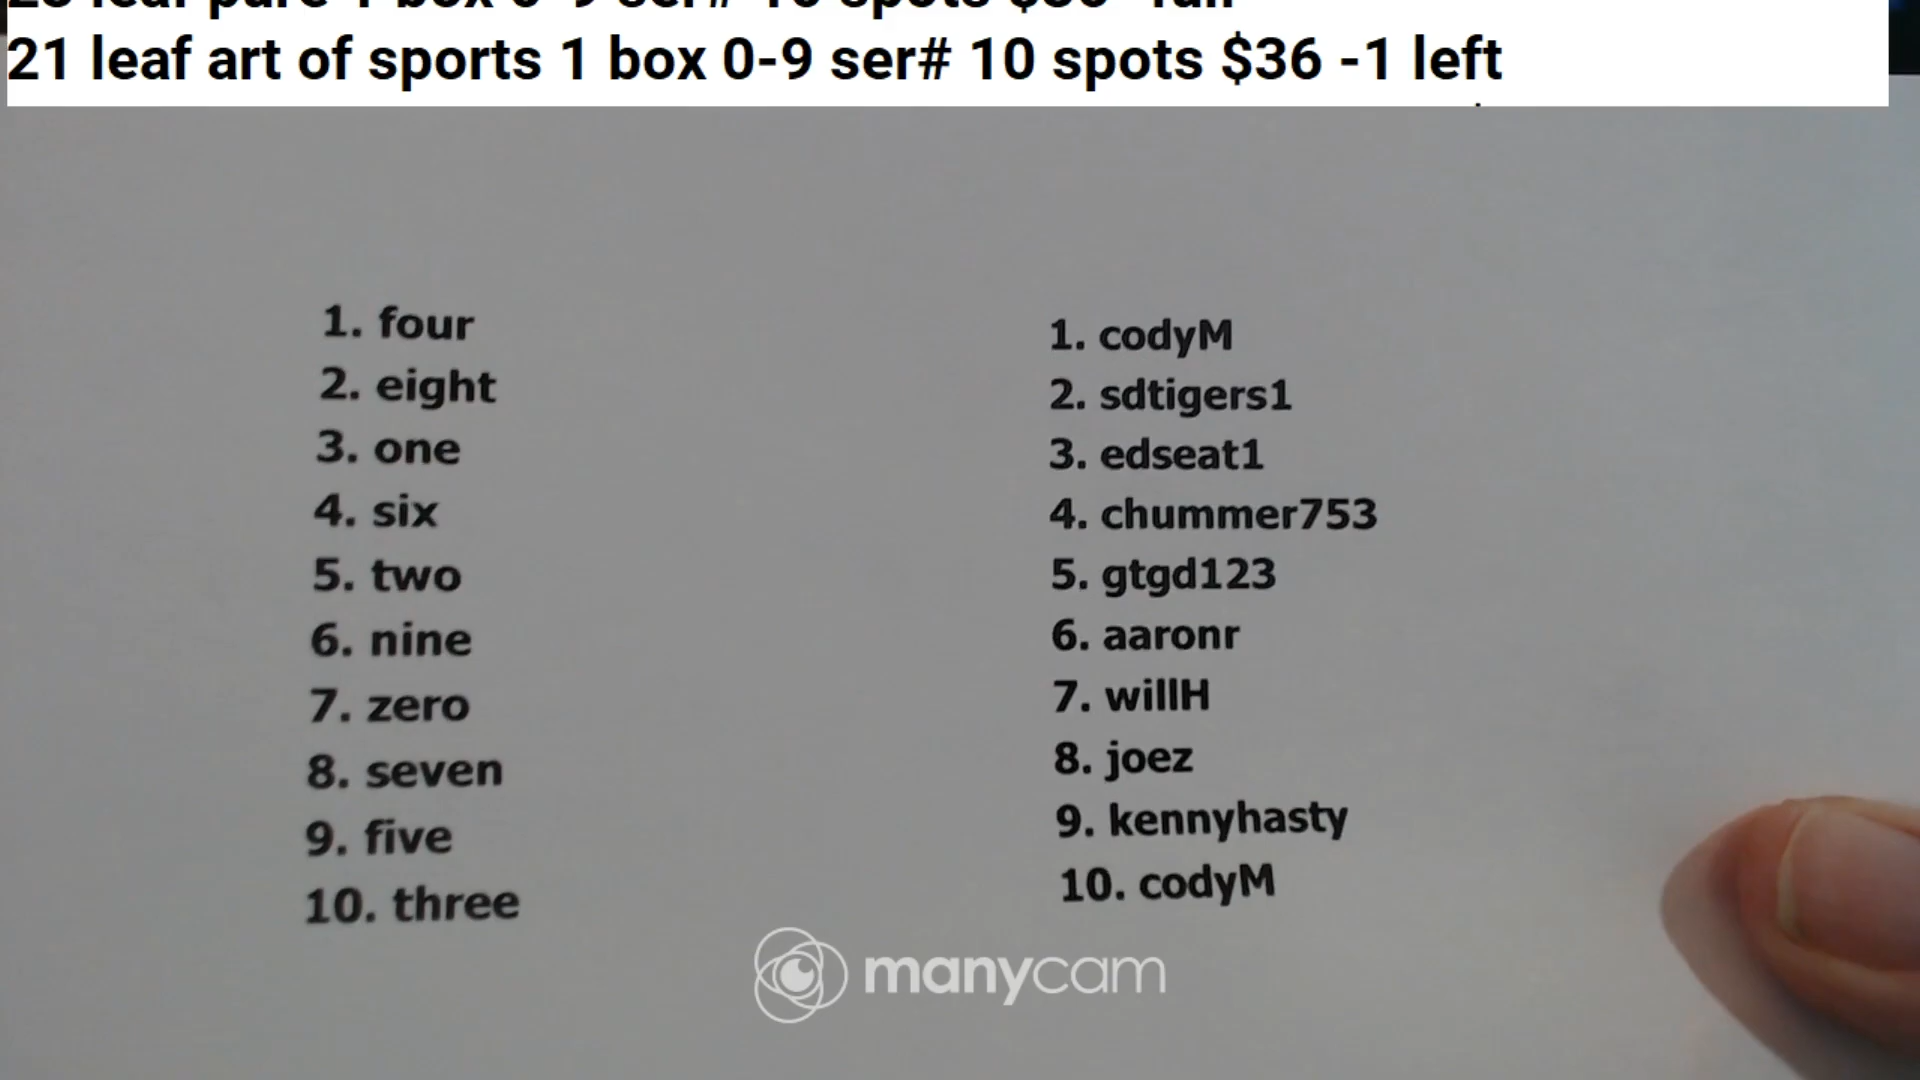 21 leaf art of sports 1 box 0-9 ser# 10 spots $36 -1 left
1. four
2. eight
3. one
4. six
5. two
6. nine
7. zero
8. seven
9. five
10. three
1. codyM
2. sdtigers1
3. edseat1
4. chummer753
5. gtgd123
6. aaronr
7. willH
8. joez
9. kennyhasty
10. codyM
manycam